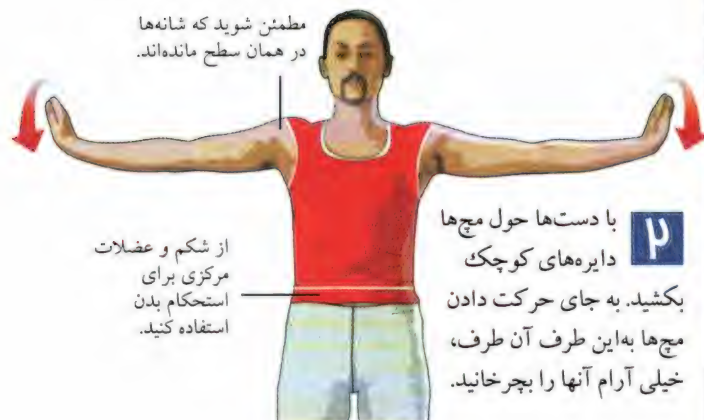 مطمئن شوید که شانه‌ها
در همان سطح مانده‌اند.
۲
با دست‌ها حول مچ‌ها
دایره‌های کوچک
بکشید. به جای حرکت دادن
مچ‌ها به‌این طرف آن طرف،
خیلی آرام آنها را بچرخانید.
از شکم و عضلات
مرکزی برای
استحکام بدن
استفاده کنید.